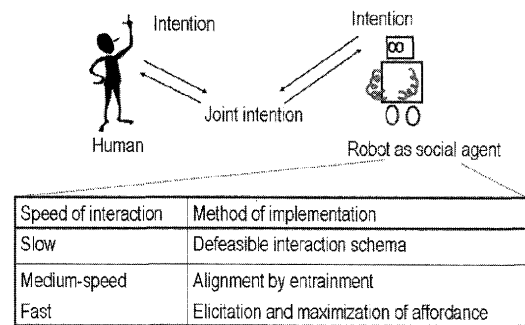 Intention
Intention
Joint intention
Human
Robot as social agent
Speed of interaction Method of implementation
Slow Defeasible interaction schema
Medium-speed Alignment by entrainment
Fast Elicitation and maximization of affordance